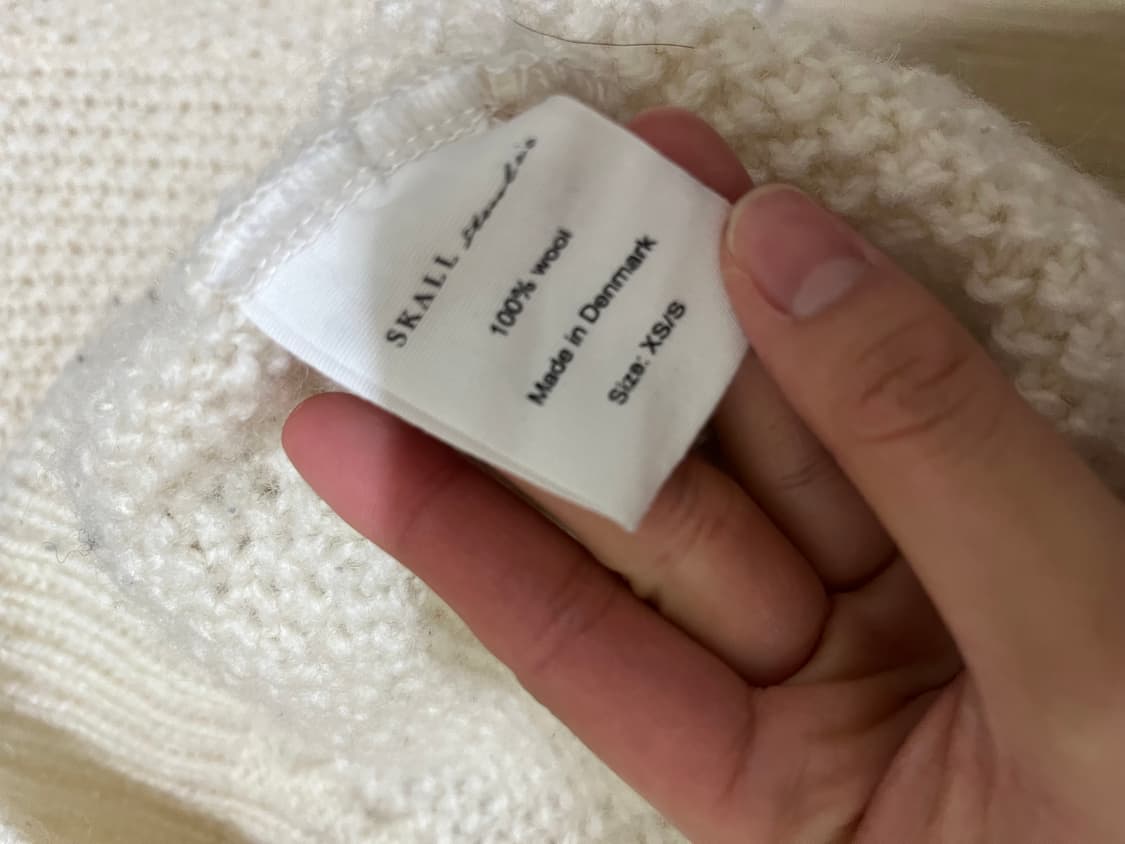 SKALL Studio
100% wool
Made in Denmark
Size: XS/S